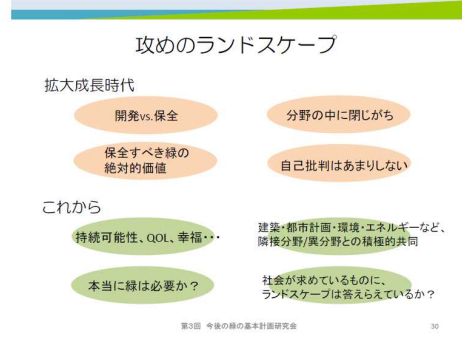 攻めのランドスケープ
拡大成長時代
開発vs.保全
分野の中に閉じがち
保全すべき緑の
絶対的価値
自己批判はあまりしない
これから
持続可能性、QOL、幸福・・・
建築・都市計画・環境・エネルギーなど、
隣接分野/異分野との積極的共同
本当に緑は必要か？
社会が求めているものに、
ランドスケープは答えらえているか？
第3回 今後の緑の基本計画研究会
30